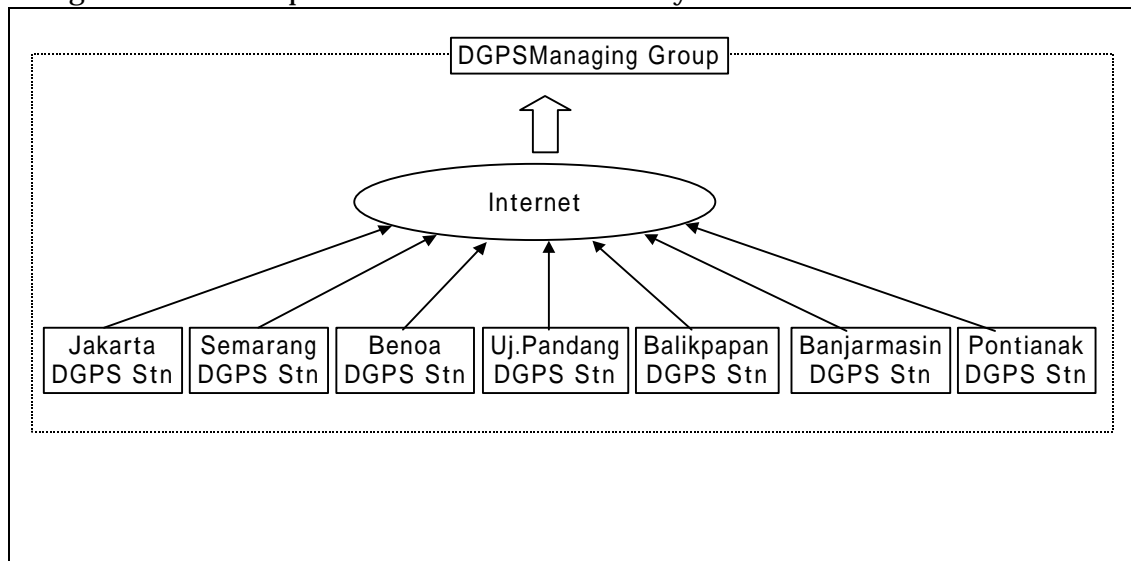 DGPSManaging Group
Internet
Jakarta
DGPS Stn
Semarang
DGPS Stn
Benoa
DGPS Stn
Uj.Pandang
DGPS Stn
Balikpapan
DGPS Stn
Banjarmasin
DGPS Stn
Pontianak
DGPS Stn